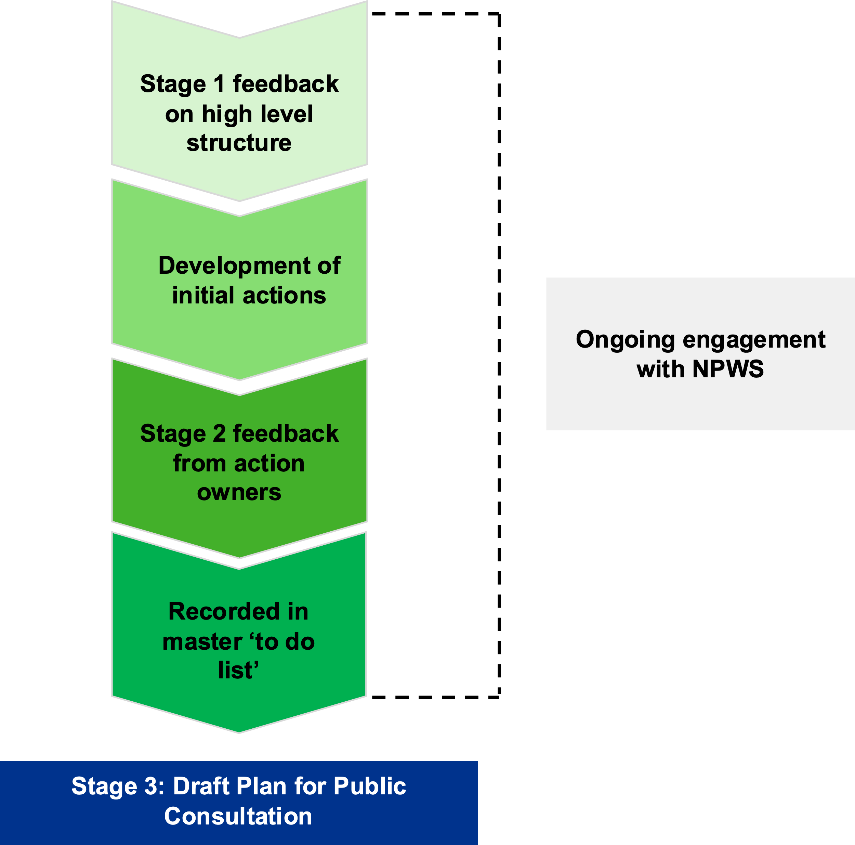 Stage 1 feedback
on high level
structure
Development of
initial actions
Stage 2 feedback
from action
owners
Recorded in
master ‘to do
list’
Ongoing engagement
with NPWS
Stage 3: Draft Plan for Public
Consultation